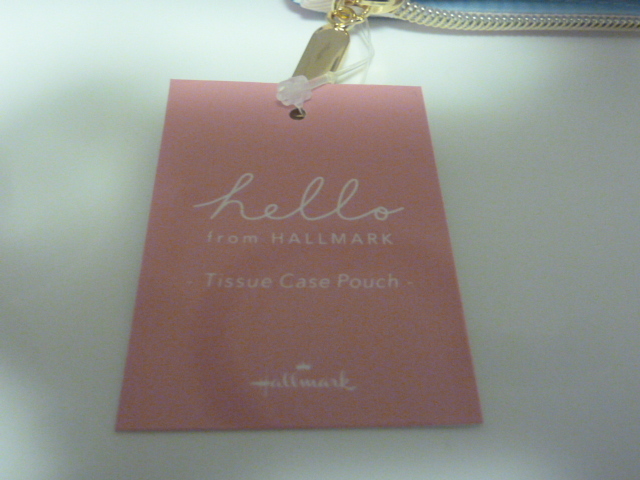 hello
from HALLMARK
- Tissue Case Pouch -
Hallmark